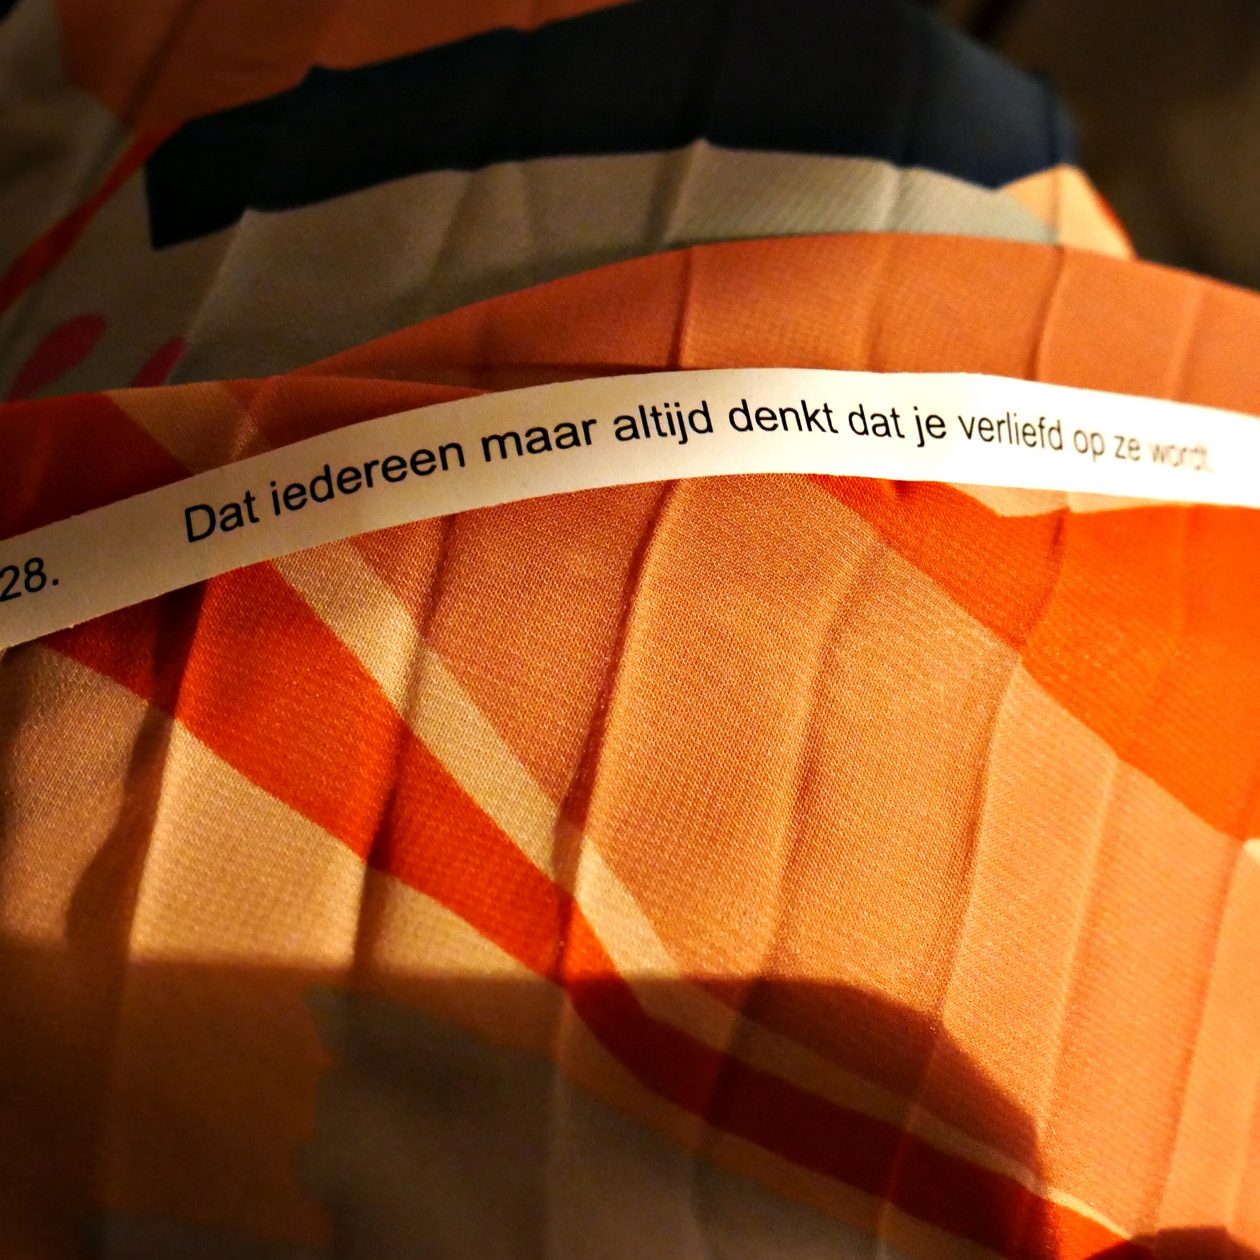 28. Dat iedereen maar altijd denkt dat je verliefd op ze wordt.